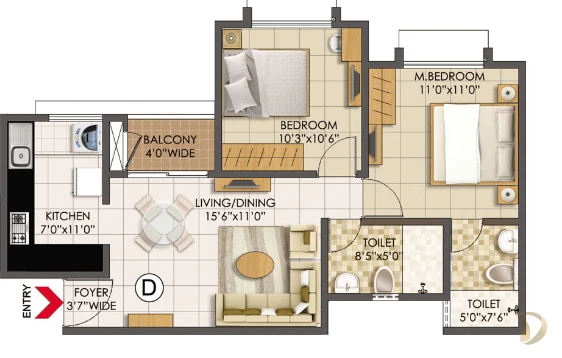 M.BEDROOM
11'0"x11'0"
BEDROOM
10'3"x10'6"
BALCONY
4'0"WIDE
LIVING/DINING
15'6"x11'0"
KITCHEN
7'0"x11'0"
TOILET
8'5"x5'0"
ENTRY
FOYER
3'7"WIDE
D
TOILET
5'0"x7'6"